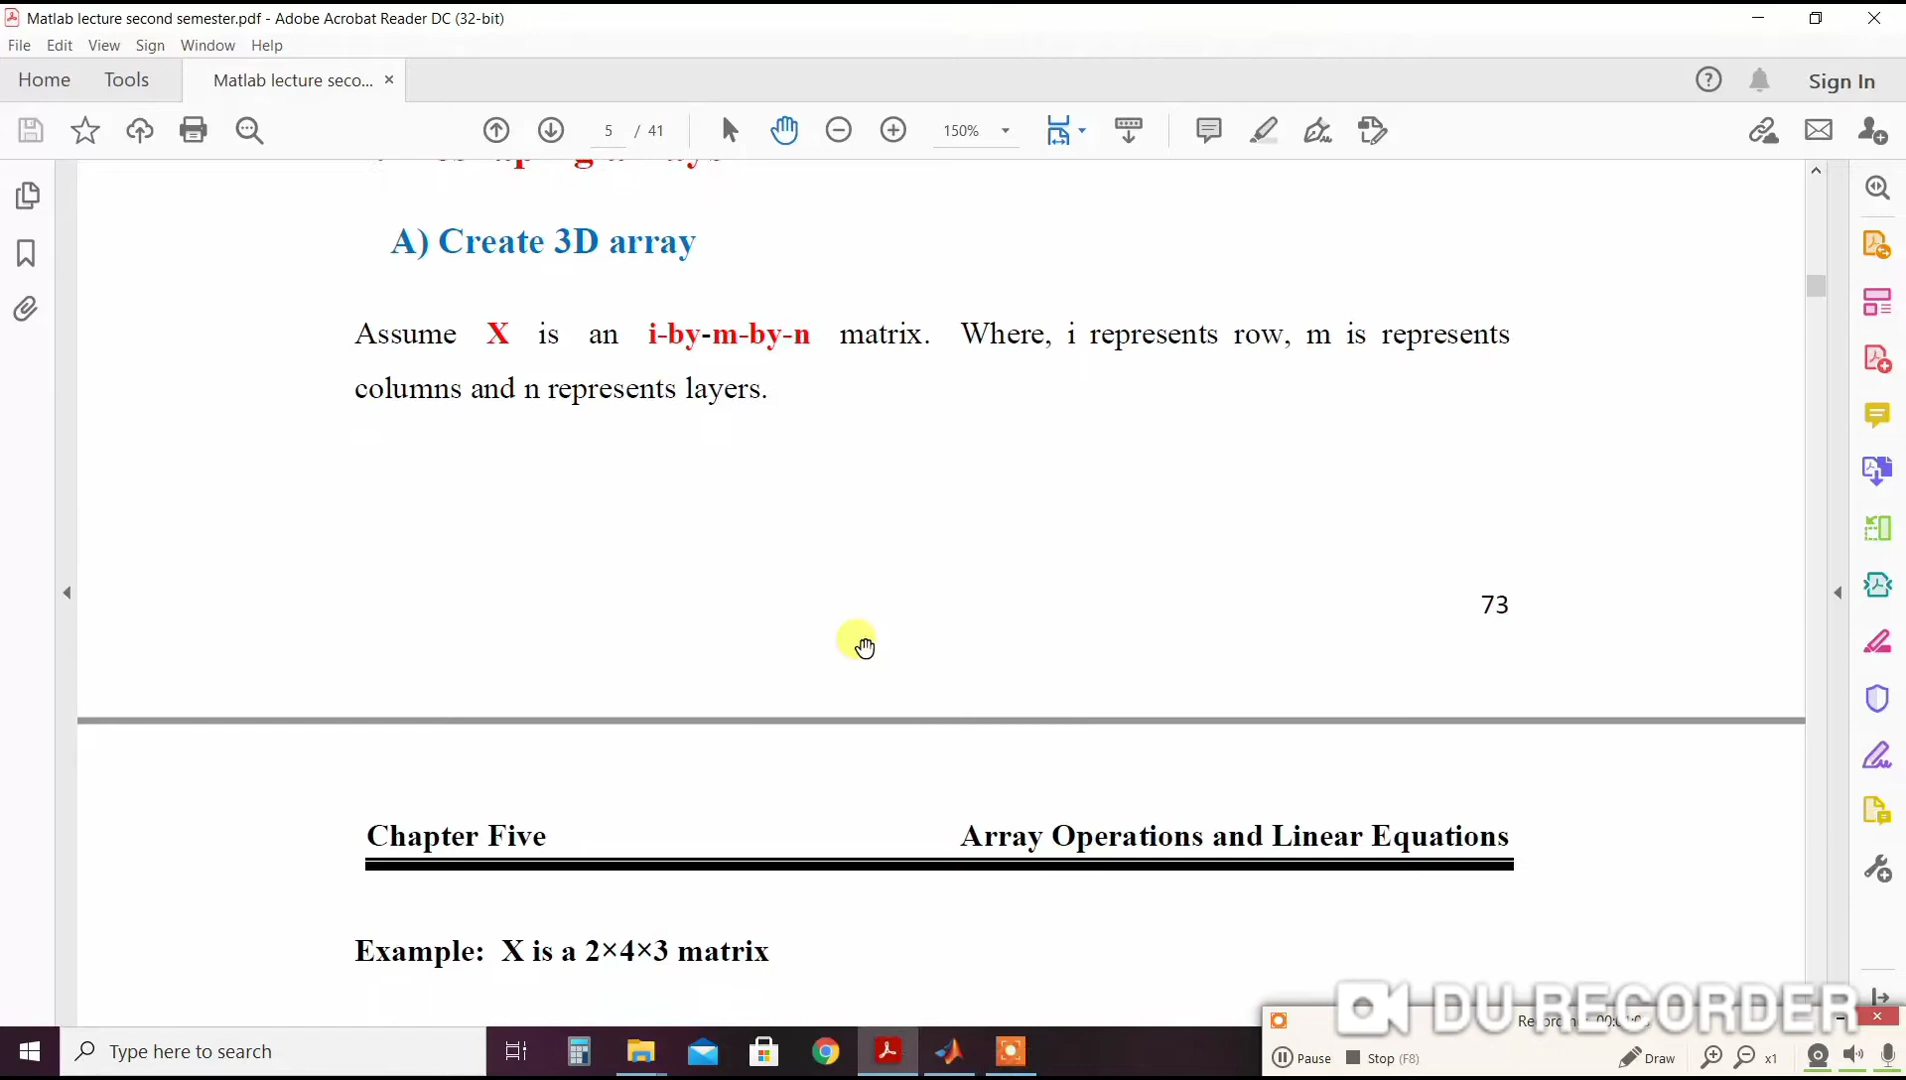 Matlab lecture second semester.pdf - Adobe Acrobat Reader DC (32-bit)
File Edit View Sign Window Help
Home Tools Matlab lecture seco... × Sign In
5 / 41 150%
A) Create 3D array
Assume X is an i-by-m-by-n matrix. Where, i represents row, m is represents
columns and n represents layers.
73
Chapter Five Array Operations and Linear Equations
Example: X is a 2×4×3 matrix
DU RECORDER
Type here to search
Pause Stop (F8) Draw x1